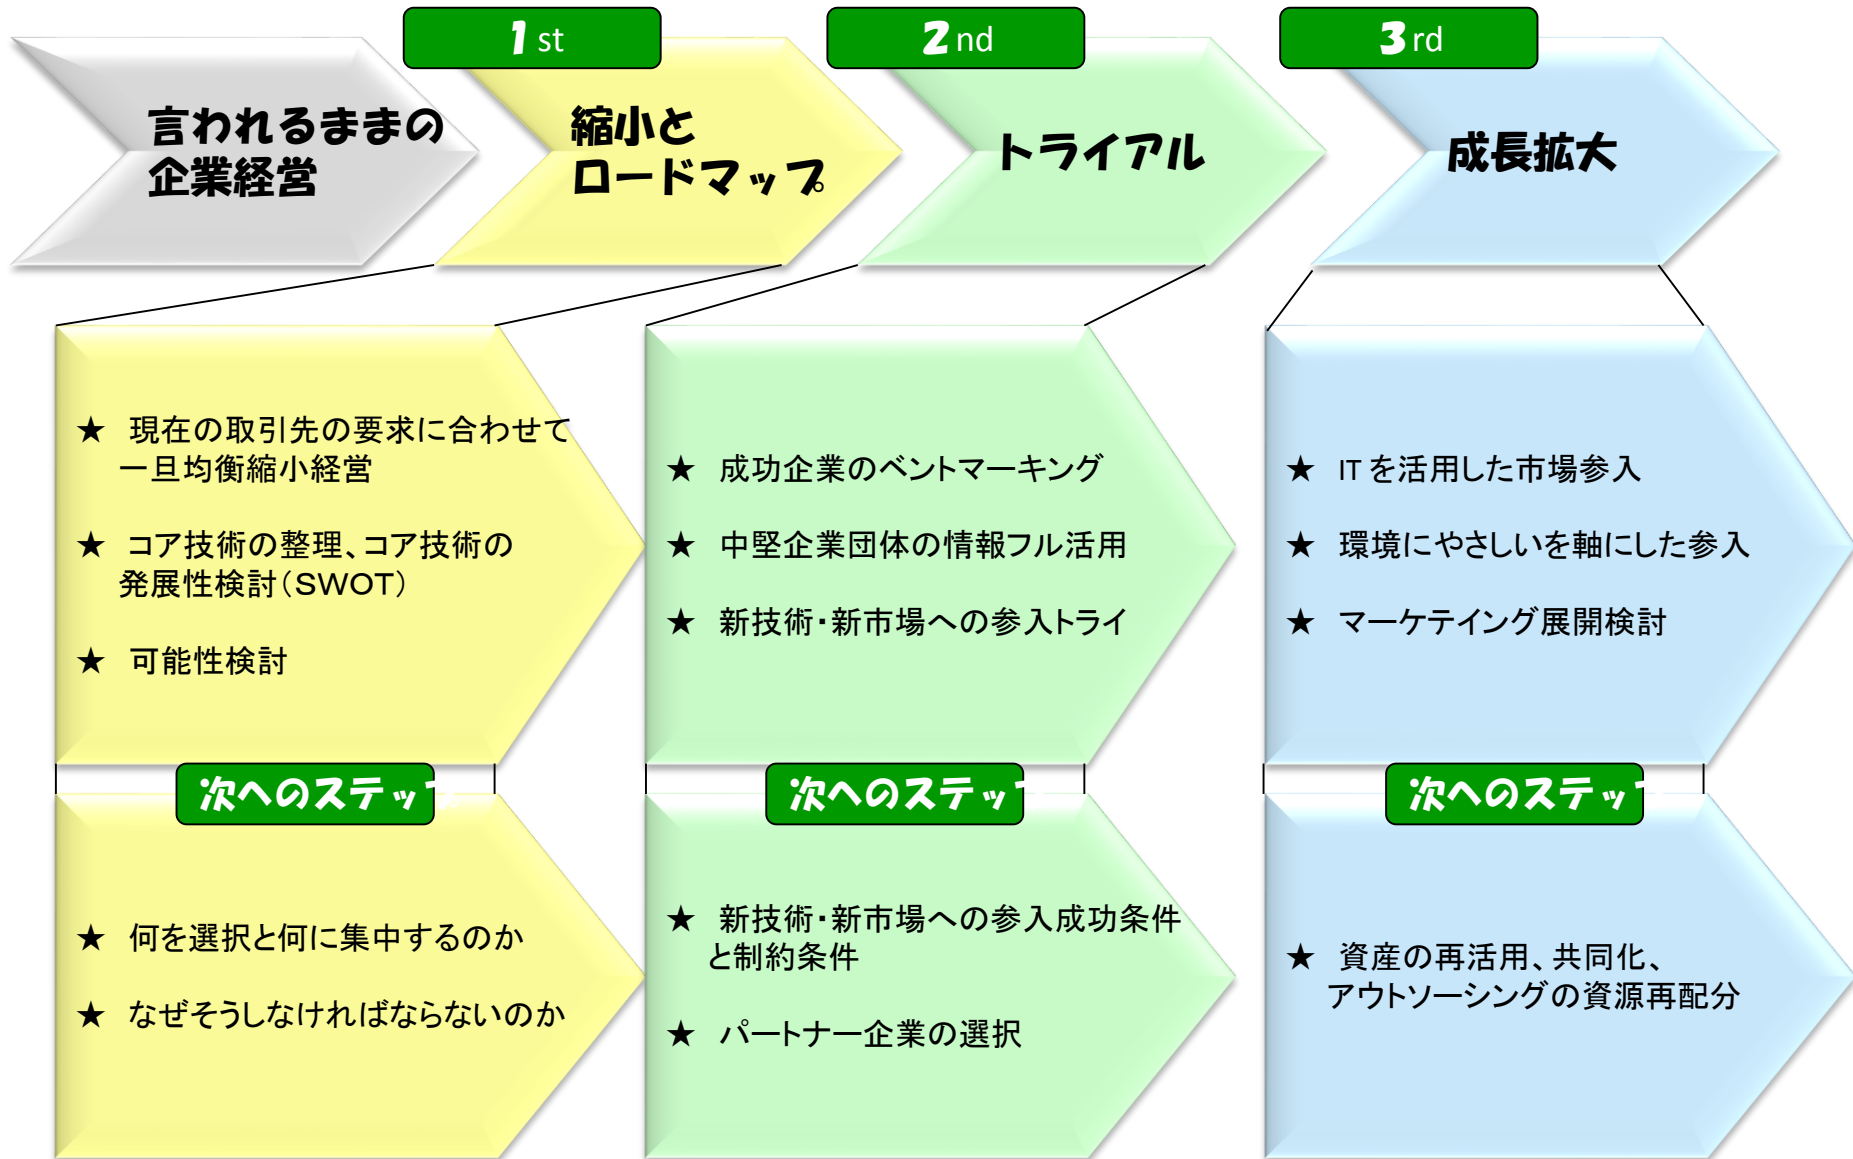 1 st
2 nd
3 rd
言われるままの
企業経営
縮小と
ロードマップ
トライアル
成長拡大
★ 現在の取引先の要求に合わせて
一旦均衡縮小経営
★ コア技術の整理、コア技術の
発展性検討（SWOT）
★ 可能性検討
★ 成功企業のベントマーキング
★ 中堅企業団体の情報フル活用
★ 新技術・新市場への参入トライ
★ ITを活用した市場参入
★ 環境にやさしいを軸にした参入
★ マーケテイング展開検討
次へのステップ
★ 何を選択と何に集中するのか
★ なぜそうしなければならないのか
次へのステップ
★ 新技術・新市場への参入成功条件
と制約条件
★ パートナー企業の選択
次へのステップ
★ 資産の再活用、共同化、
アウトソーシングの資源再配分